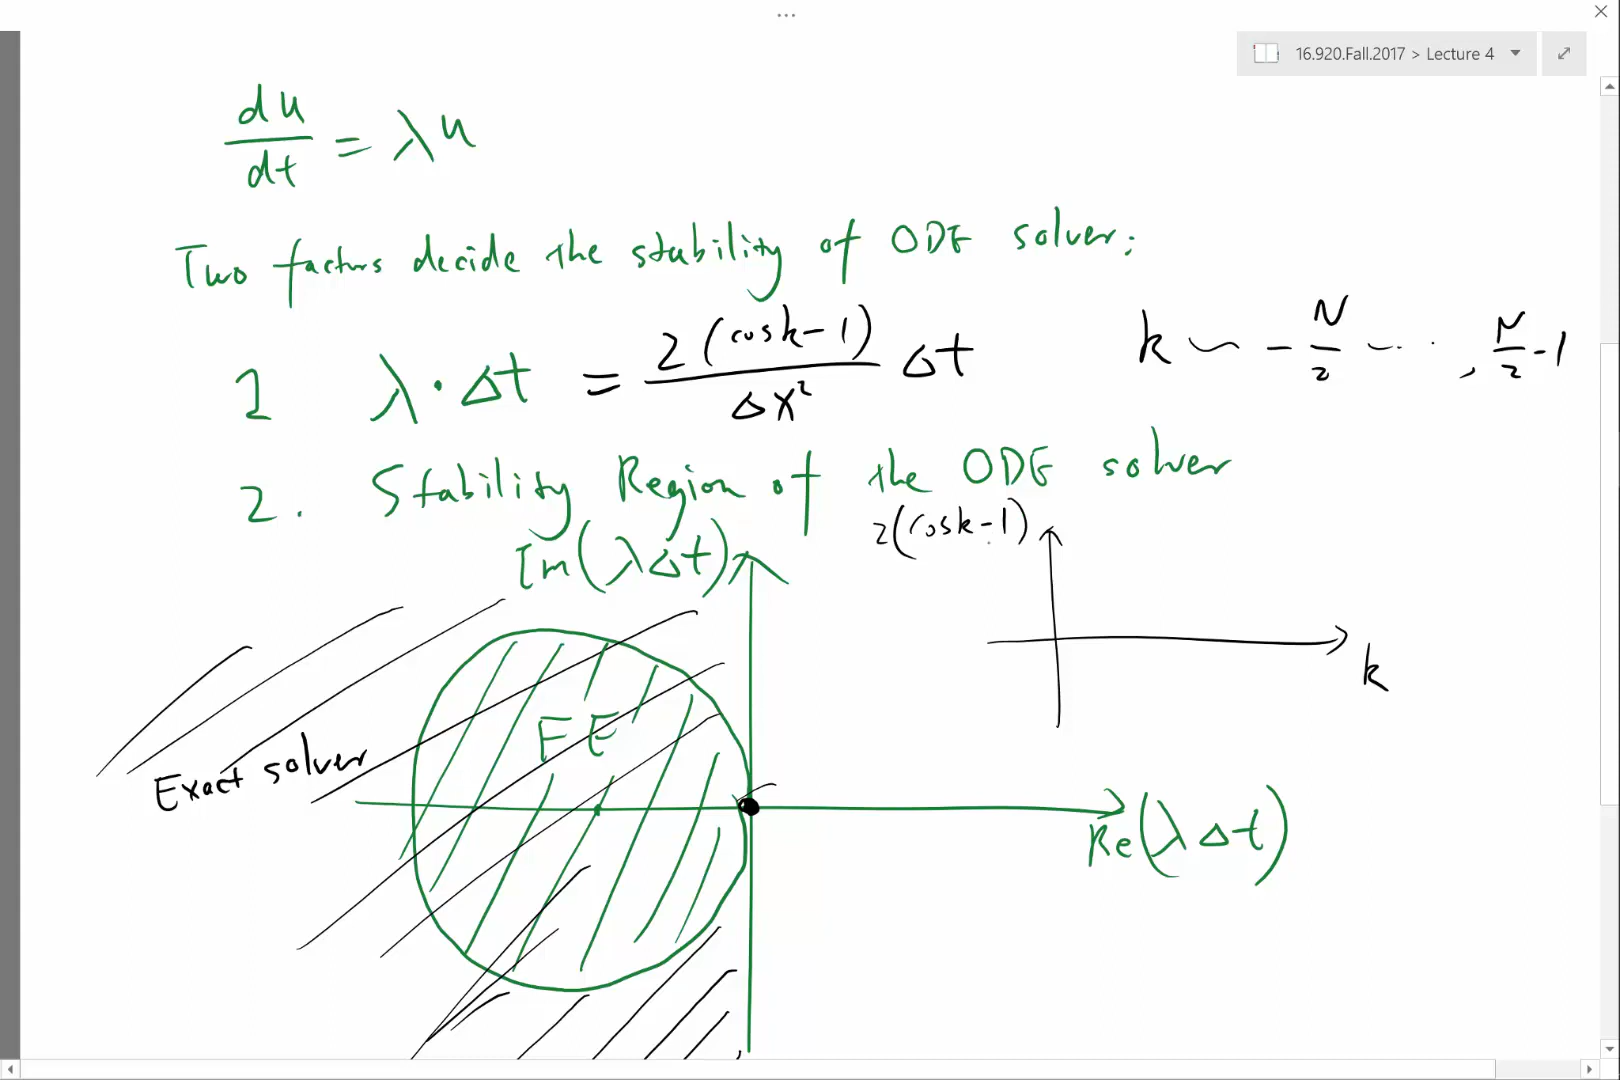 ...
16.920.Fall.2017 > Lecture 4
du/dt = λu
Two factors decide the stability of ODE solver:
1 λ·Δt = 2(cos k-1)/Δx² Δt k ~ -N/2 ..., N/2-1
2. Stability Region of the ODE solver
2(cosk-1)
Im(λΔt)
k
FE
Exact solver
Re(λΔt)